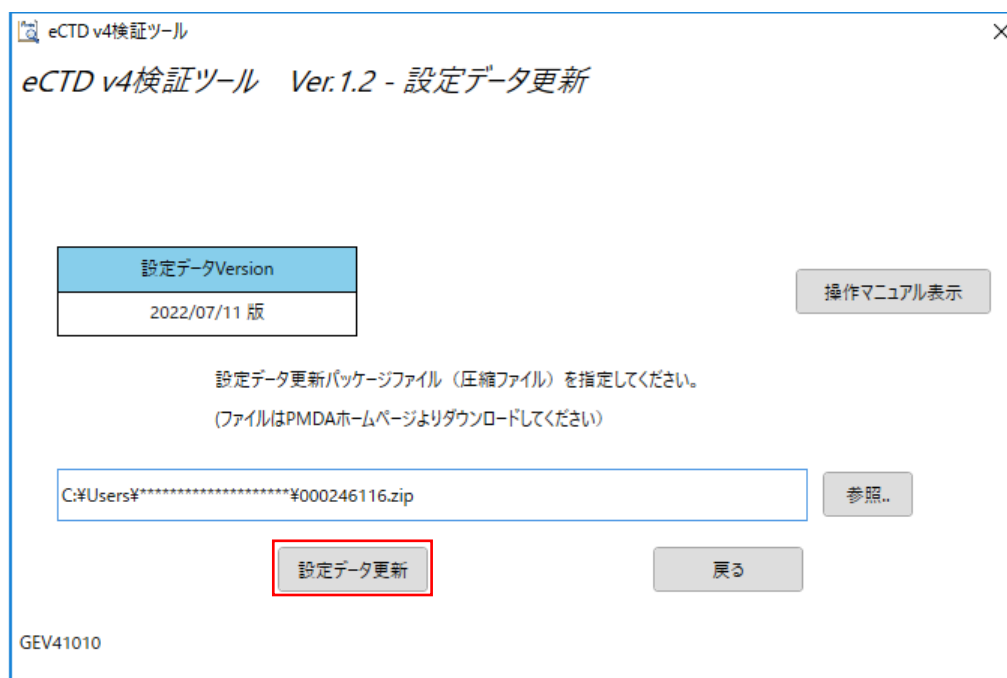 eCTD v4検証ツール
eCTD v4検証ツール　Ver.1.2 - 設定データ更新
設定データVersion
2022/07/11 版
操作マニュアル表示
設定データ更新パッケージファイル（圧縮ファイル）を指定してください。
(ファイルはPMDAホームページよりダウンロードしてください）
C:¥Users¥********************¥000246116.zip
参照..
設定データ更新
戻る
GEV41010